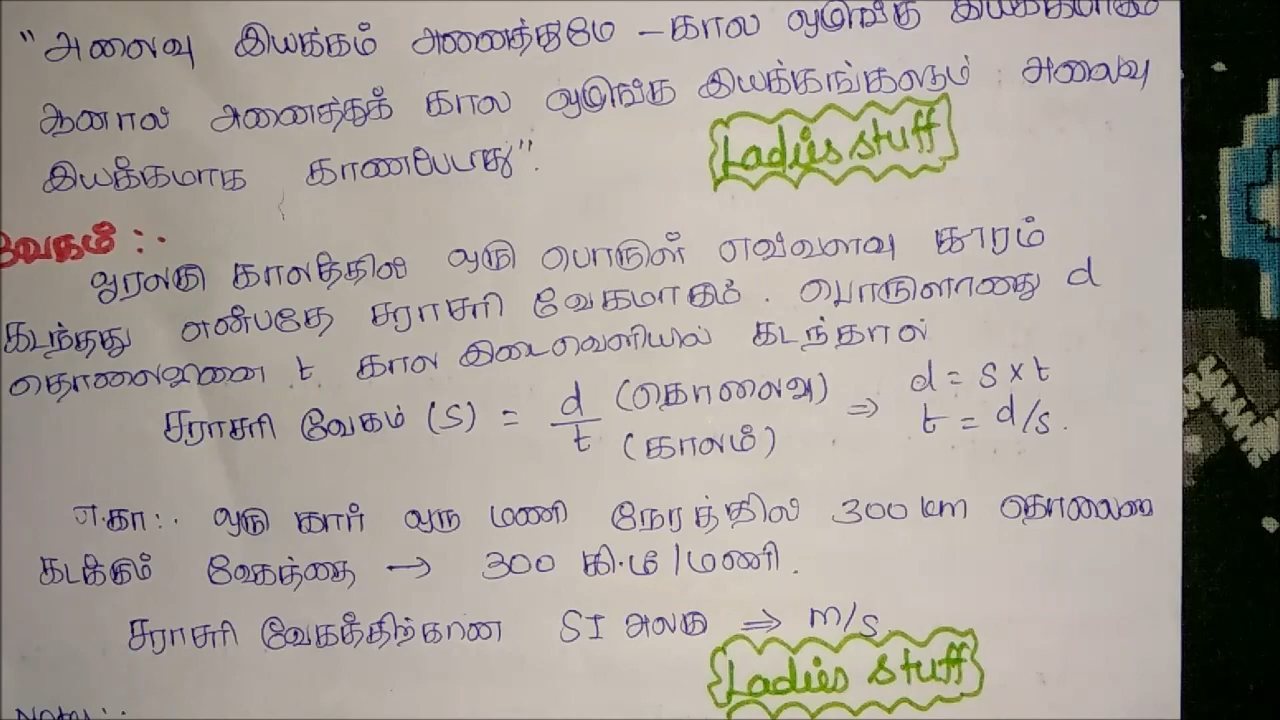 "அலைவு இயக்கம் அனைத்துமே – கால ஒழுங்கு இயக்கமாகும்
ஆனால் அனைத்துக் கால ஒழுங்கு இயக்கங்களும் அலைவு
இயக்கமாக காணப்படாது".
Ladies stuff
வேகம் :.
ஓரலகு காலத்தில் ஒரு பொருள் எவ்வளவு தூரம்
கடந்தது என்பதே சராசரி வேகமாகும். பொருளானது d
தொலைவினை t கால இடைவெளியில் கடந்தால்
சராசரி வேகம் (s) = d/t (தொலைவு) (காலம்) ⇒ d = s x t
t = d/s.
எ.கா:. ஒரு கார் ஒரு மணி நேரத்தில் 300 km தொலைவை
கடக்கும் வேகத்தை → 300 கி.மீ /மணி.
சராசரி வேகத்திற்கான SI அலகு ⇒ m/s
Ladies stuff